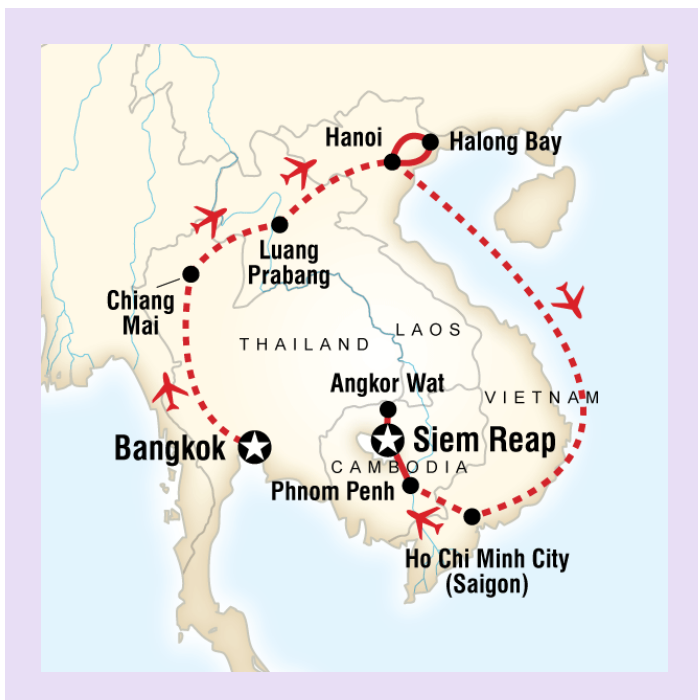 Hanoi
Halong Bay
Luang
Prabang
Chiang
Mai
THAILAND
LAOS
Angkor Wat
VIETNAM
Bangkok
Siem Reap
CAMBODIA
Phnom Penh
Ho Chi Minh City
(Saigon)